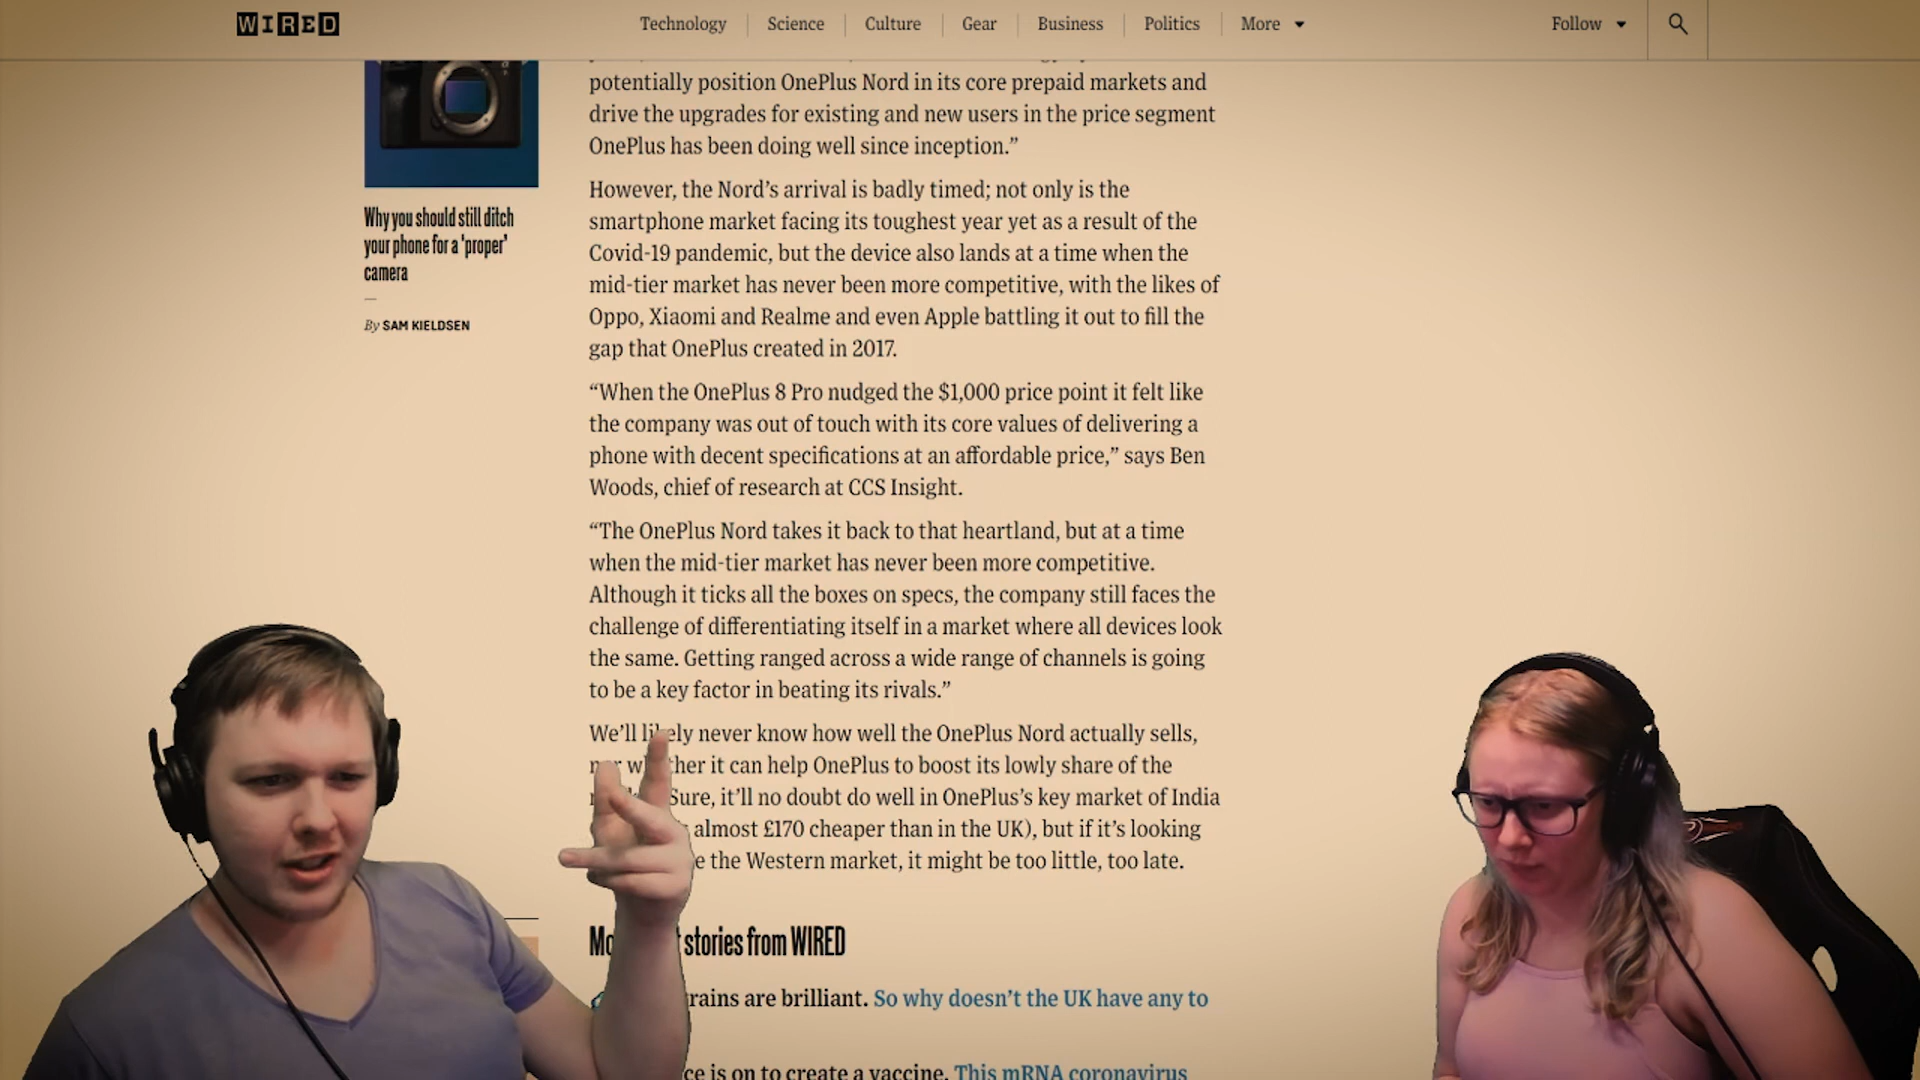 WIRED
Technology
Science
Culture
Gear
Business
Politics
More
Follow
potentially position OnePlus Nord in its core prepaid markets and
drive the upgrades for existing and new users in the price segment
OnePlus has been doing well since inception.”
However, the Nord’s arrival is badly timed; not only is the
smartphone market facing its toughest year yet as a result of the
Covid-19 pandemic, but the device also lands at a time when the
mid-tier market has never been more competitive, with the likes of
Oppo, Xiaomi and Realme and even Apple battling it out to fill the
gap that OnePlus created in 2017.
“When the OnePlus 8 Pro nudged the $1,000 price point it felt like
the company was out of touch with its core values of delivering a
phone with decent specifications at an affordable price,” says Ben
Woods, chief of research at CCS Insight.
“The OnePlus Nord takes it back to that heartland, but at a time
when the mid-tier market has never been more competitive.
Although it ticks all the boxes on specs, the company still faces the
challenge of differentiating itself in a market where all devices look
the same. Getting ranged across a wide range of channels is going
to be a key factor in beating its rivals.”
We’ll likely never know how well the OnePlus Nord actually sells,
it can help OnePlus to boost its lowly share of the
Sure, it’ll no doubt do well in OnePlus’s key market of India
almost £170 cheaper than in the UK), but if it’s looking
the Western market, it might be too little, too late.
stories from WIRED
are brilliant. So why doesn’t the UK have any to
is on to create a vaccine. This mRNA coronavirus
Why you should still ditch
your phone for a 'proper'
camera
By SAM KIELDSEN